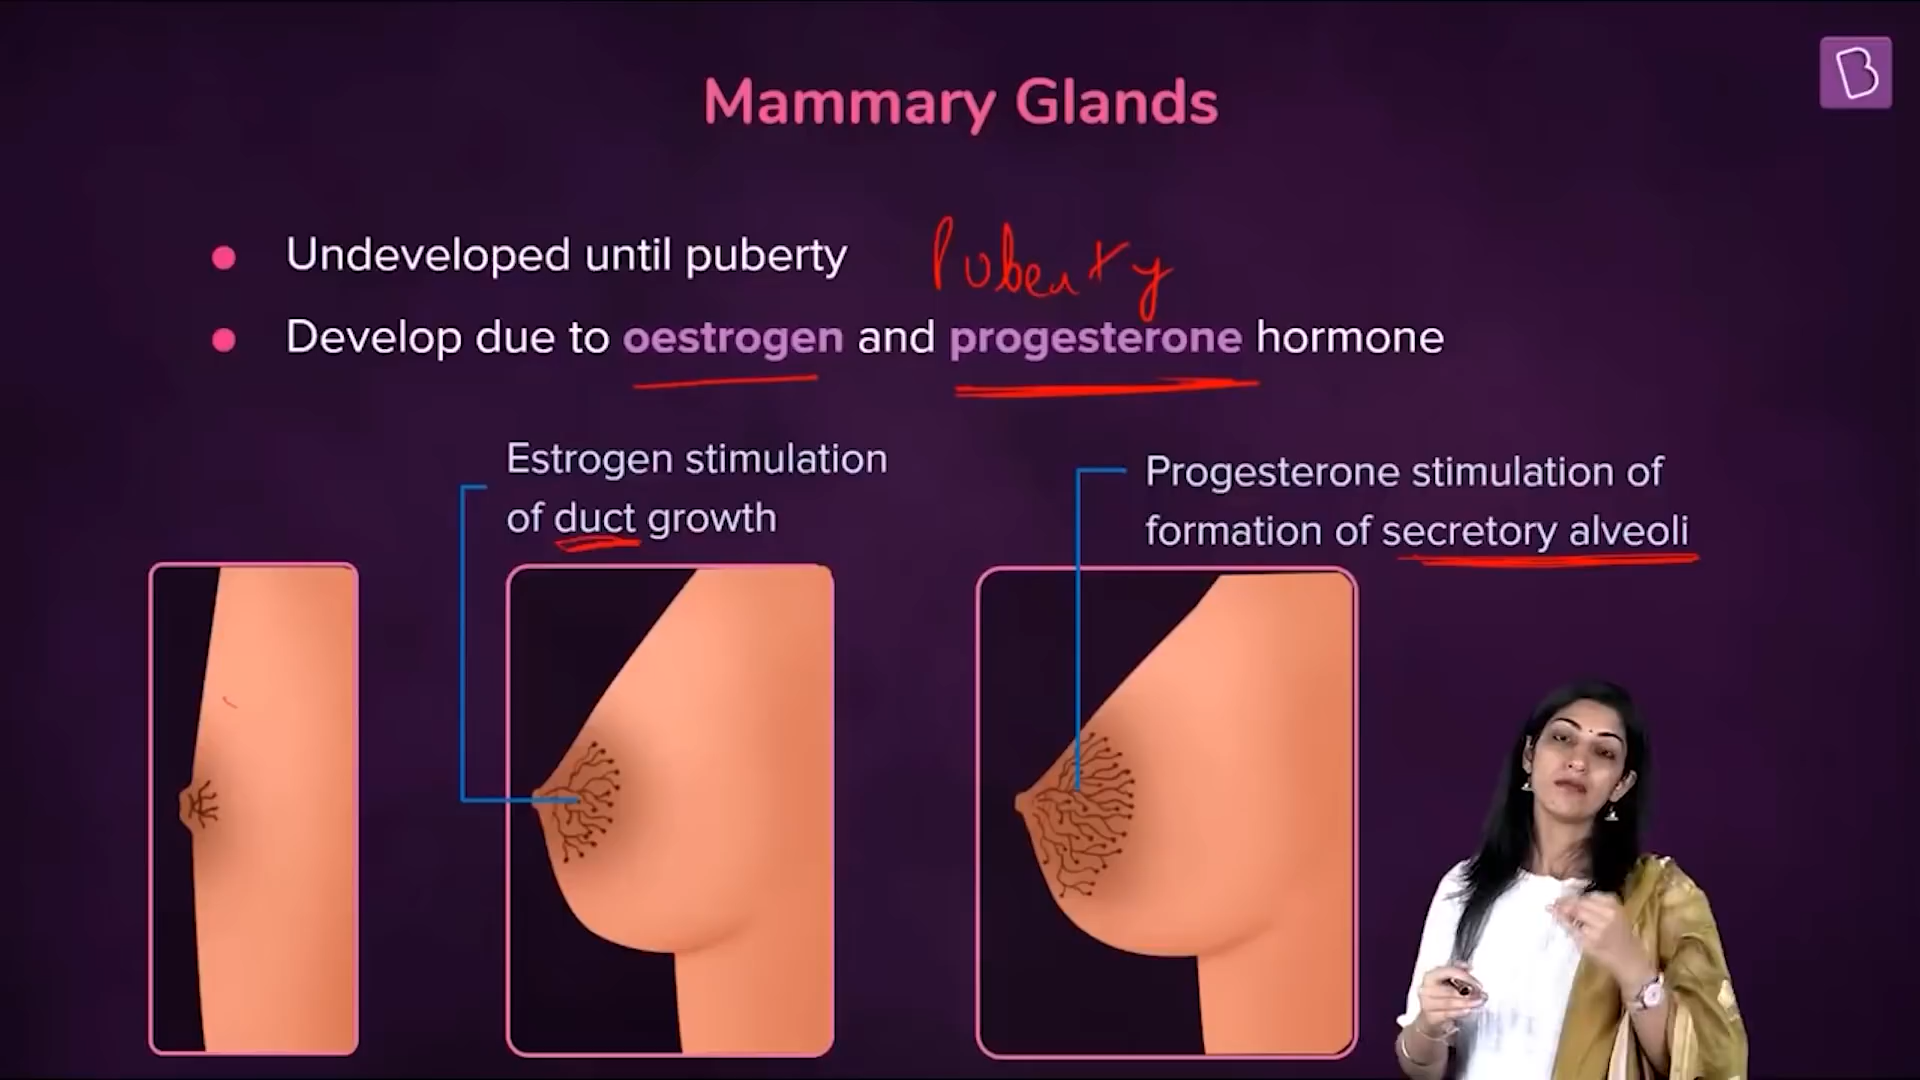 Mammary Glands
Undeveloped until puberty
Puberty
Develop due to oestrogen and progesterone hormone
Estrogen stimulation
of duct growth
Progesterone stimulation of
formation of secretory alveoli
B